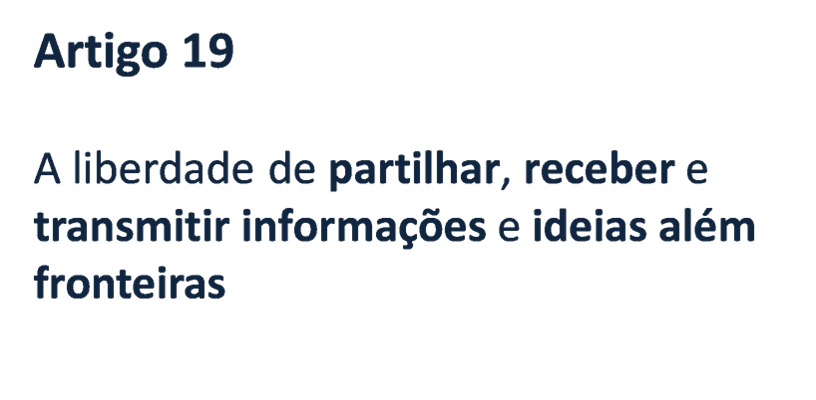 Artigo 19
A liberdade de partilhar, receber e
transmitir informações e ideias além
fronteiras